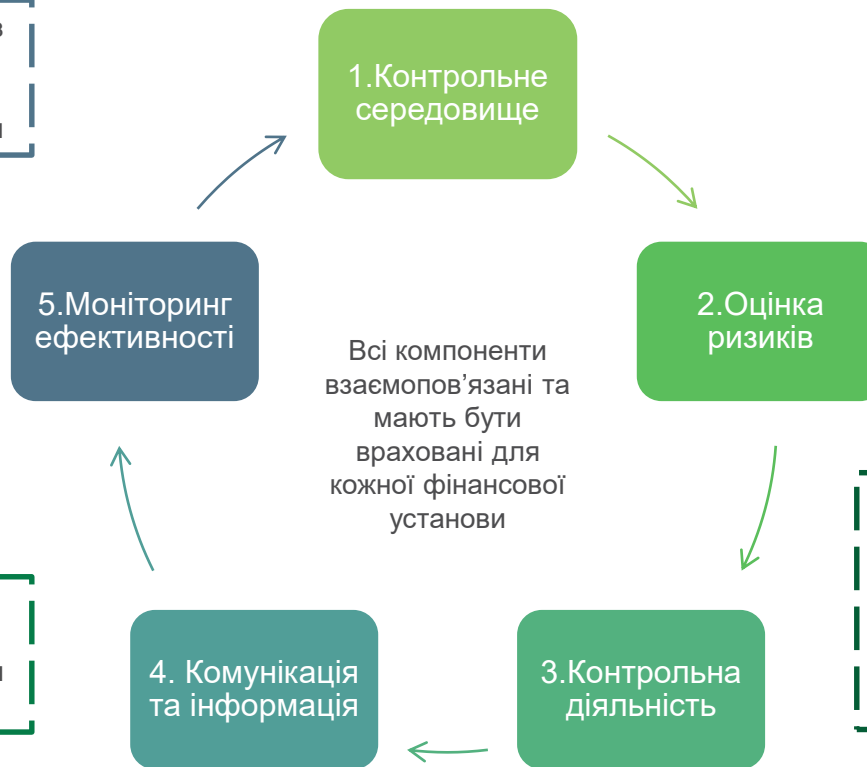 1.Контрольне
середовище
2.Оцінка
ризиків
3.Контрольна
діяльність
4. Комунікація
та інформація
5.Моніторинг
ефективності
Всі компоненти
взаємопов’язані та
мають бути
враховані для
кожної фінансової
установи